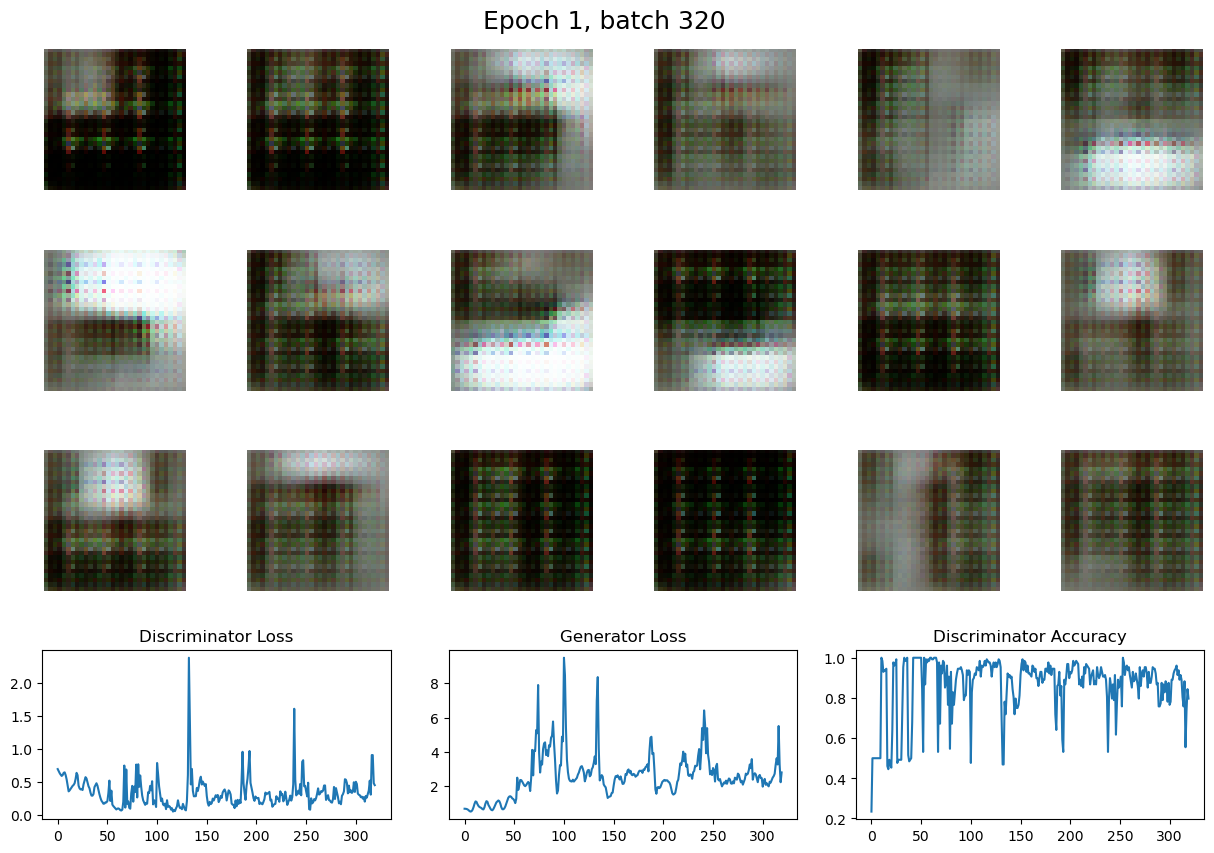 Epoch 1, batch 320
Discriminator Loss
Generator Loss
Discriminator Accuracy
2.0
1.5
1.0
0.5
0.0
0 50 100 150 200 250 300
8
6
4
2
0 50 100 150 200 250 300
1.0
0.8
0.6
0.4
0.2
0 50 100 150 200 250 300